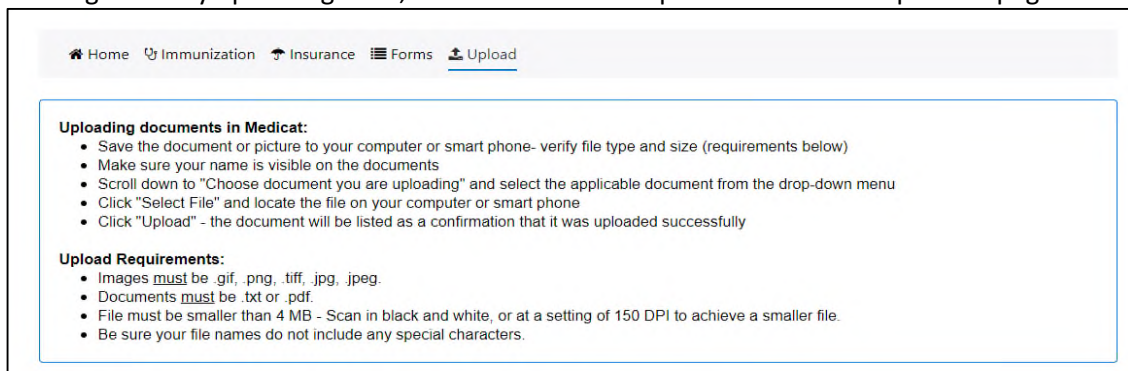 Home Immunization Insurance Forms Upload
Uploading documents in Medicat:
• Save the document or picture to your computer or smart phone- verify file type and size (requirements below)
• Make sure your name is visible on the documents
• Scroll down to "Choose document you are uploading" and select the applicable document from the drop-down menu
• Click "Select File" and locate the file on your computer or smart phone
• Click "Upload" - the document will be listed as a confirmation that it was uploaded successfully
Upload Requirements:
• Images must be .gif, .png, .tiff, .jpg, .jpeg.
• Documents must be .txt or .pdf.
• File must be smaller than 4 MB - Scan in black and white, or at a setting of 150 DPI to achieve a smaller file.
• Be sure your file names do not include any special characters.